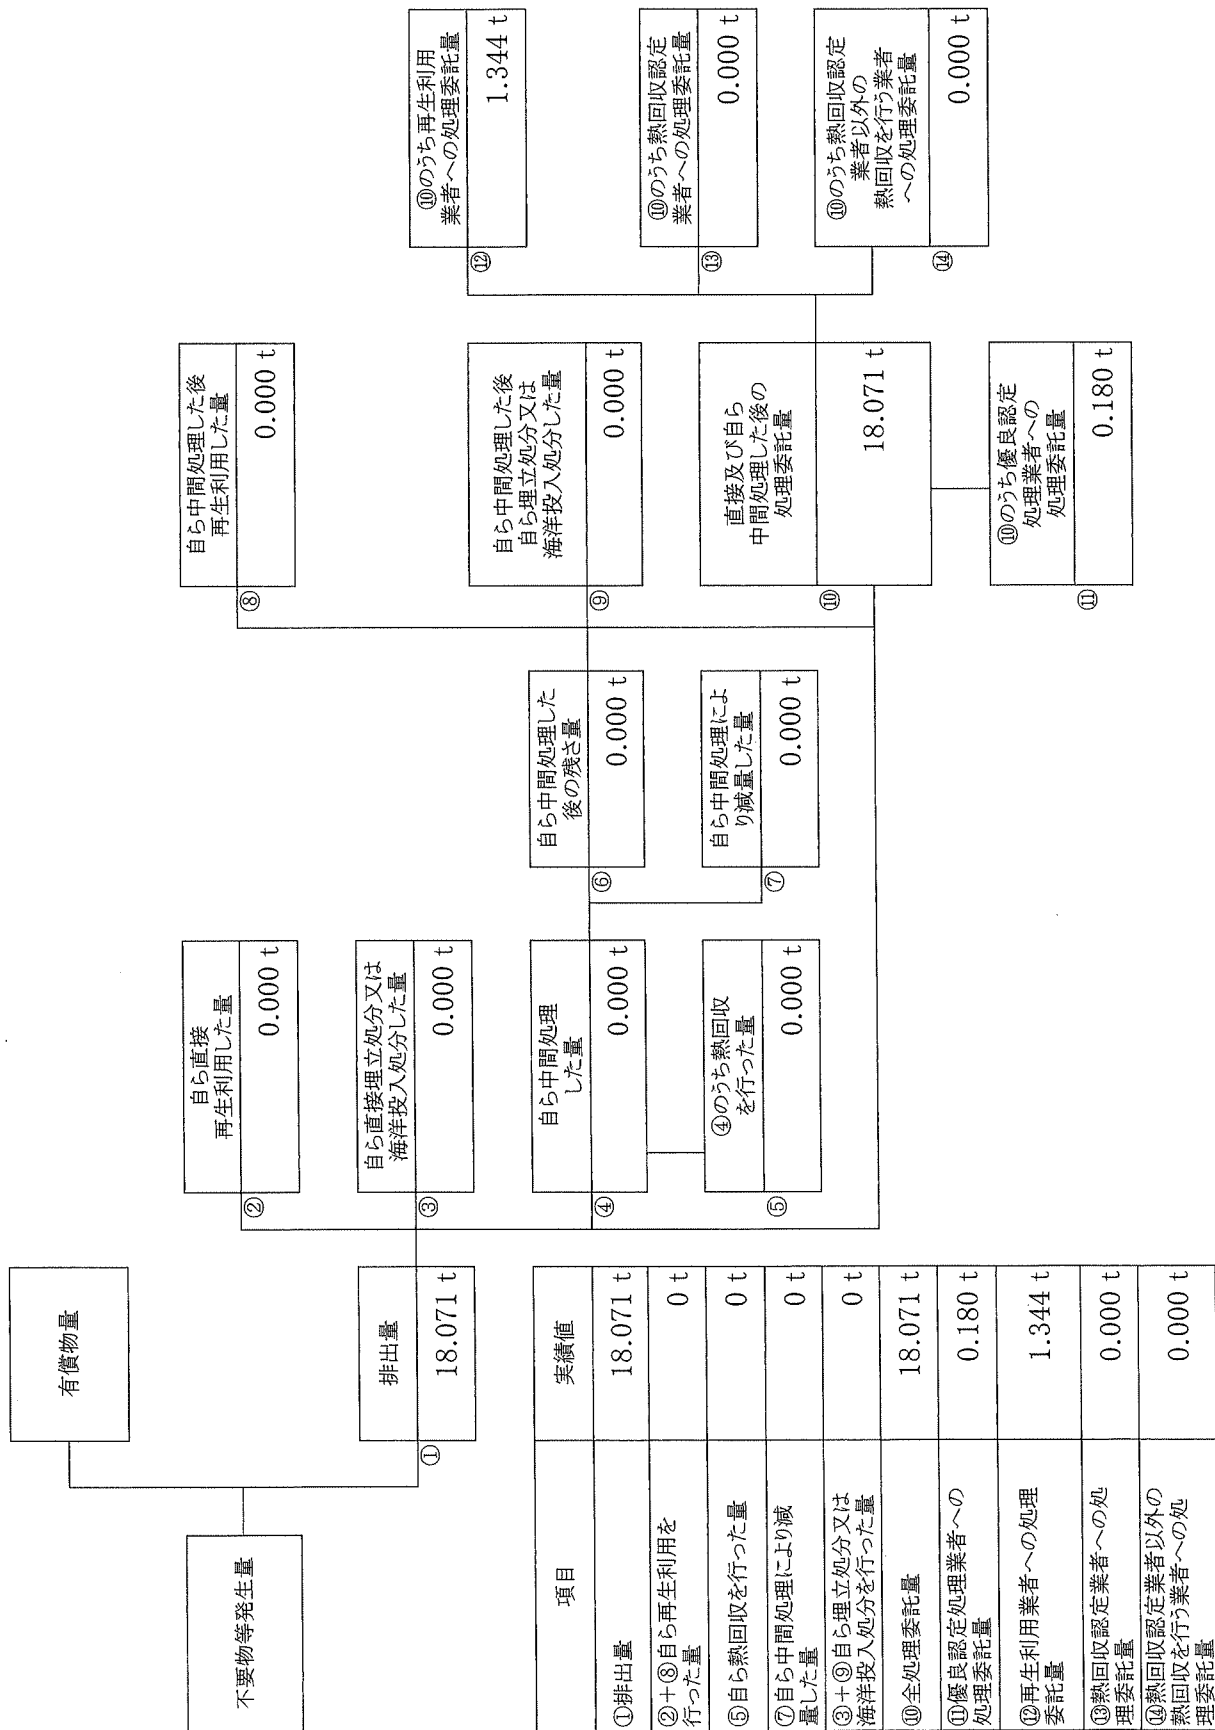 不要物等発生量
有償物量
①
排出量
18.071 t
②
自ら直接
再生利用した量
0.000 t
③
自ら直接埋立処分又は
海洋投入処分した量
0.000 t
④
自ら中間処理
した量
0.000 t
⑤
④のうち熱回収
を行った量
0.000 t
⑥
自ら中間処理した
後の残さ量
0.000 t
⑦
自ら中間処理によ
り減量した量
0.000 t
⑧
自ら中間処理した後
再生利用した量
0.000 t
⑨
自ら中間処理した後
自ら埋立処分又は
海洋投入処分した量
0.000 t
⑩
直接及び自ら
中間処理した後の
処理委託量
18.071 t
⑪
⑩のうち優良認定
処理業者への
処理委託量
0.180 t
⑫
⑩のうち再生利用
業者への処理委託量
1.344 t
⑬
⑩のうち熱回収認定
業者への処理委託量
0.000 t
⑭
⑩のうち熱回収認定
業者以外の
熱回収を行う業者
への処理委託量
0.000 t
項目 実績値
①排出量 18.071 t
②+⑧自ら再生利用を
行った量 0 t
⑤自ら熱回収を行った量 0 t
⑦自ら中間処理により減
量した量 0 t
③+⑨自ら埋立処分又は
海洋投入処分を行った量 0 t
⑩全処理委託量 18.071 t
⑪優良認定処理業者への
処理委託量 0.180 t
⑫再生利用業者への処理
委託量 1.344 t
⑬熱回収認定業者への処
理委託量 0.000 t
⑭熱回収認定業者以外の
熱回収を行う業者への処
理委託量 0.000 t